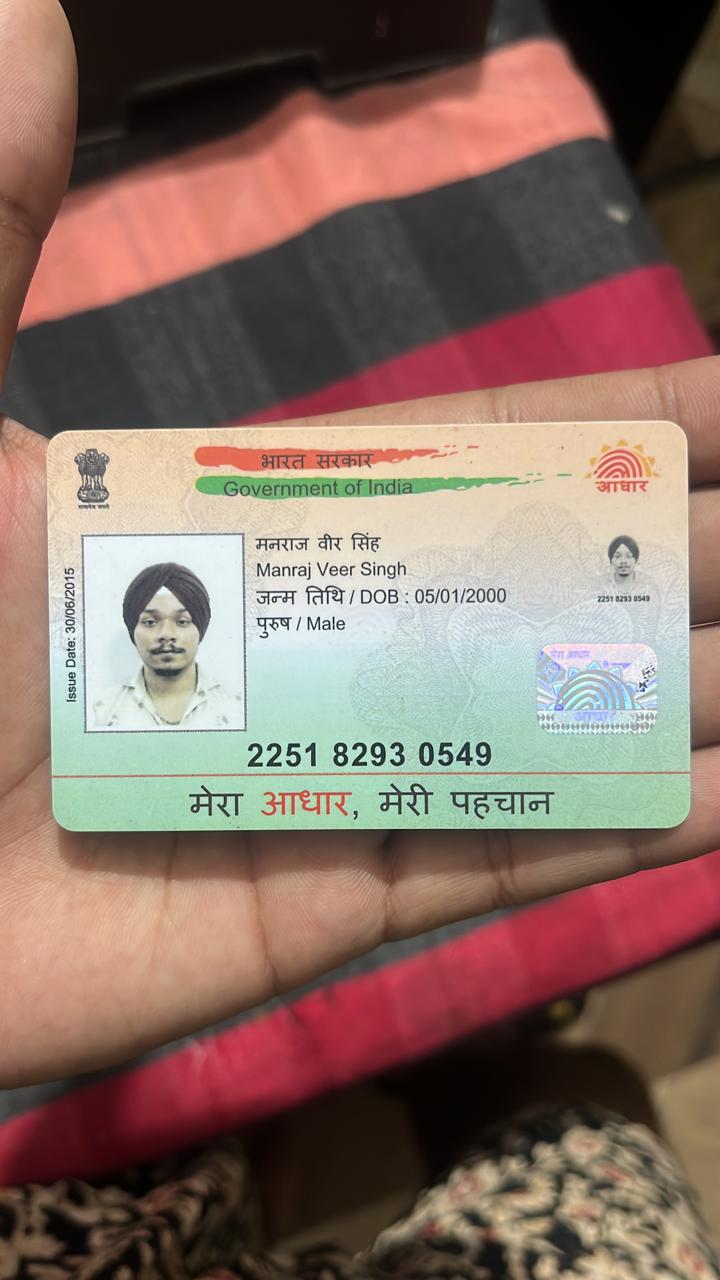 भारत सरकार
Government of India
सत्यमेव जयते
आधार
Issue Date: 30/06/2015
मनराज वीर सिंह
Manraj Veer Singh
जन्म तिथि / DOB : 05/01/2000
पुरुष / Male
2251 8293 0549
मेरा आधार
आधार
2251 8293 0549
मेरा आधार, मेरी पहचान